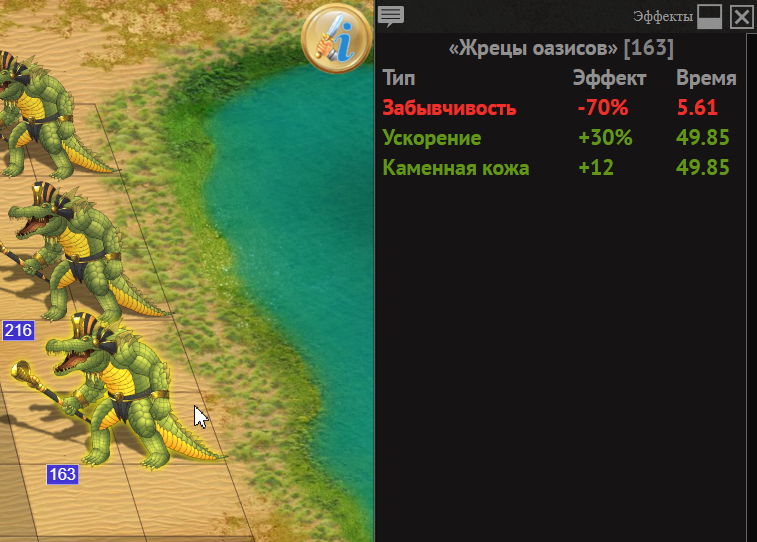 Эффекты
«Жрецы оазисов» [163]
Тип Эффект Время
Забывчивость -70% 5.61
Ускорение +30% 49.85
Каменная кожа +12 49.85
i
216
163